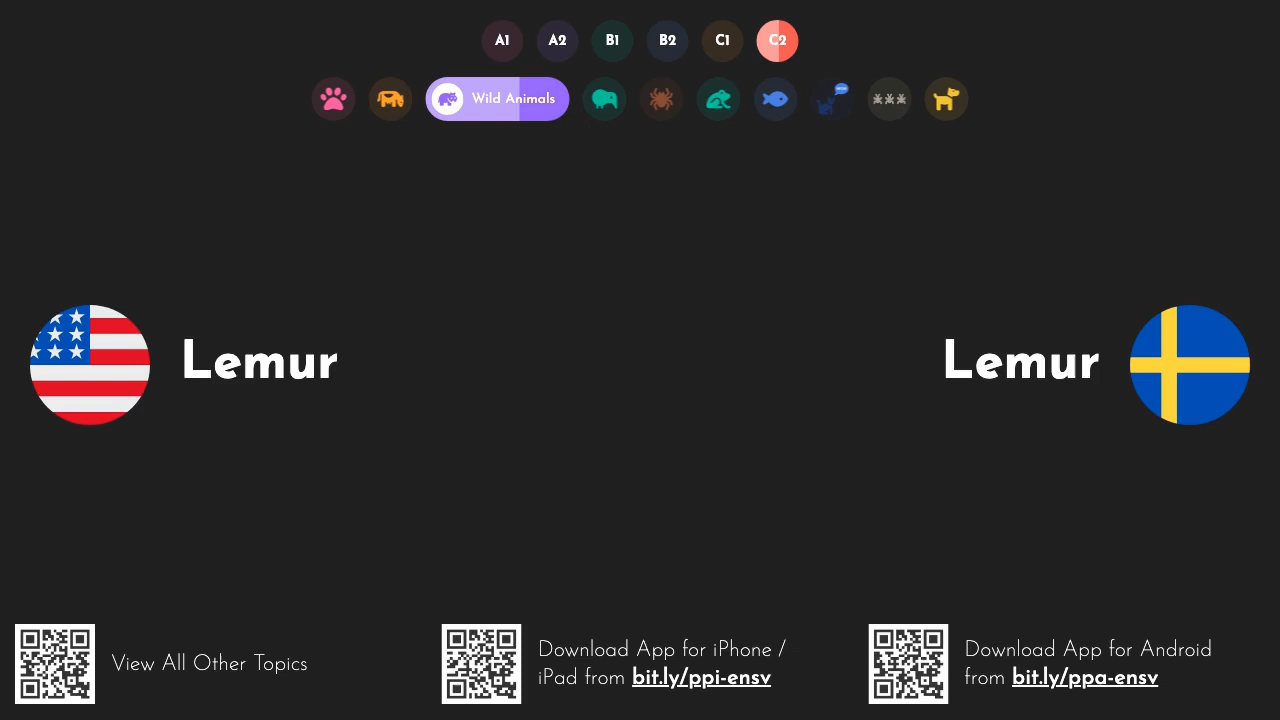 A1 A2 B1 B2 C1 C2
Wild Animals
Lemur
Lemur
View All Other Topics
Download App for iPhone /
iPad from bit.ly/ppi-ensv
Download App for Android
from bit.ly/ppa-ensv